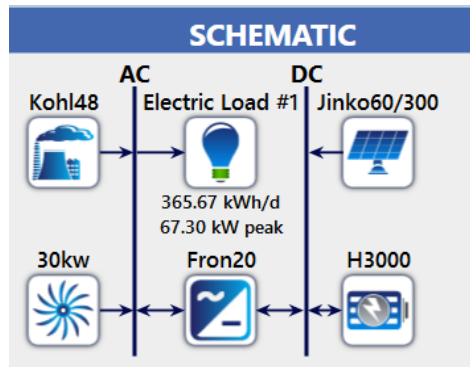 SCHEMATIC
AC DC
Kohl48 Electric Load #1 Jinko60/300
365.67 kWh/d
67.30 kW peak
30kw Fron20 H3000